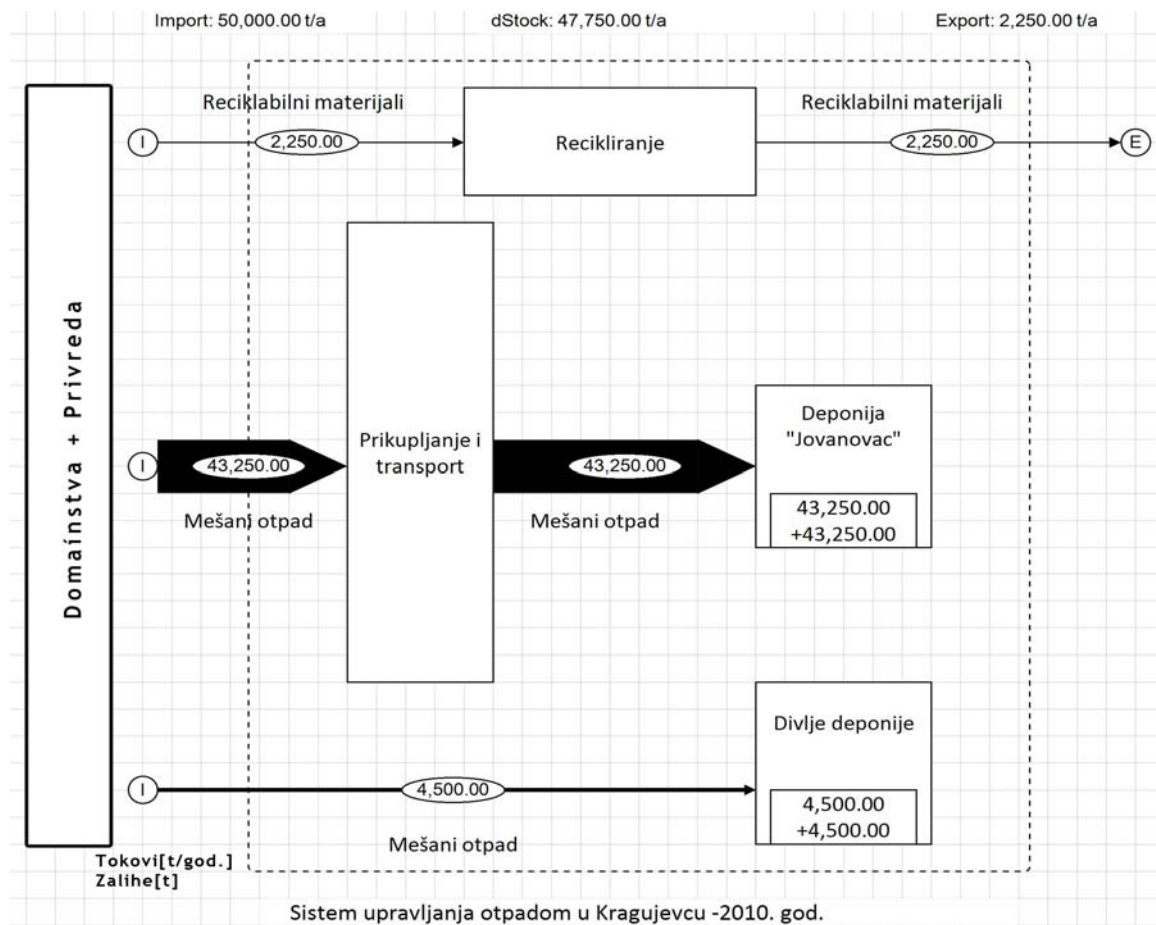 Import: 50,000.00 t/a
dStock: 47,750.00 t/a
Export: 2,250.00 t/a
Reciklabilni materijali
Reciklabilni materijali
I
2,250.00
Recikliranje
2,250.00
E
Domaínstva + Privreda
Prikupljanje i
transport
Deponija
"Jovanovac"
I
43,250.00
43,250.00
Mešani otpad
Mešani otpad
43,250.00
+43,250.00
Divlje deponije
I
4,500.00
4,500.00
+4,500.00
Mešani otpad
Tokovi[t/god.]
Zalihe[t]
Sistem upravljanja otpadom u Kragujevcu -2010. god.